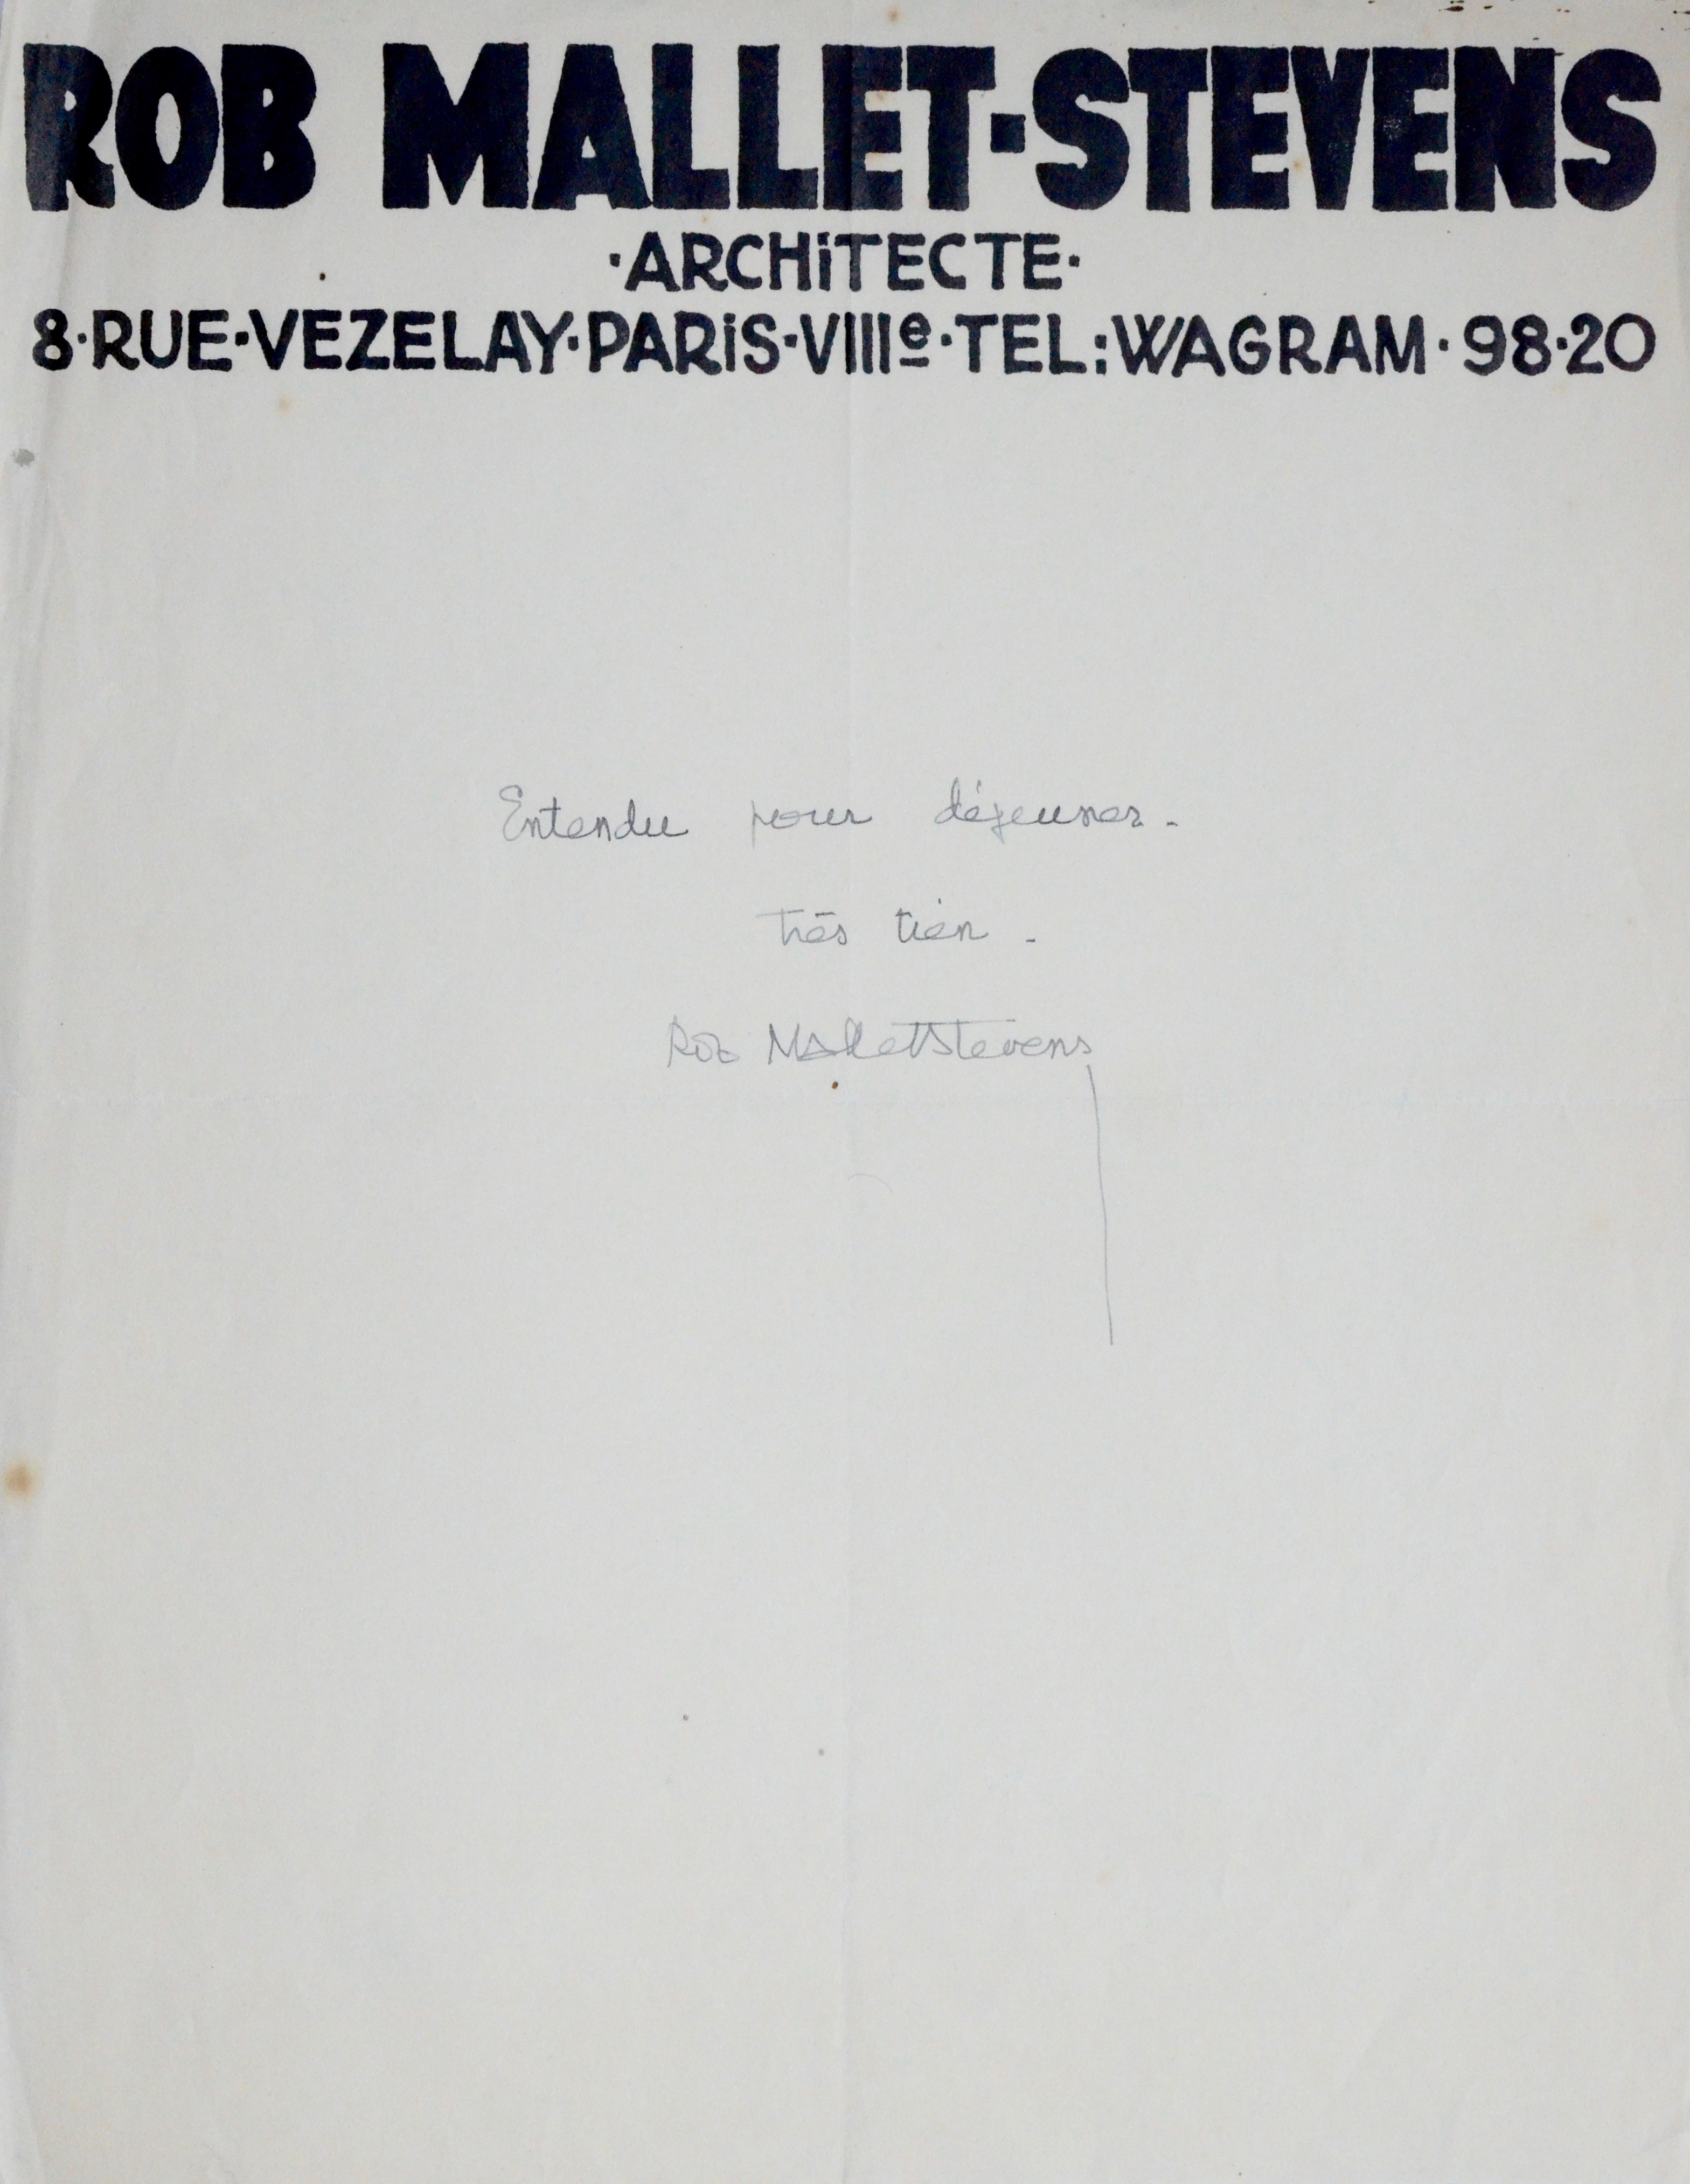 ROB MALLET-STEVENS
·ARCHiTECTE·
8·RUE·VEZELAY·PARiS·VIIIe·TEL:WAGRAM·98·20
Entendu pour déjeuner.
très tien.
Rob Mallet Stevens